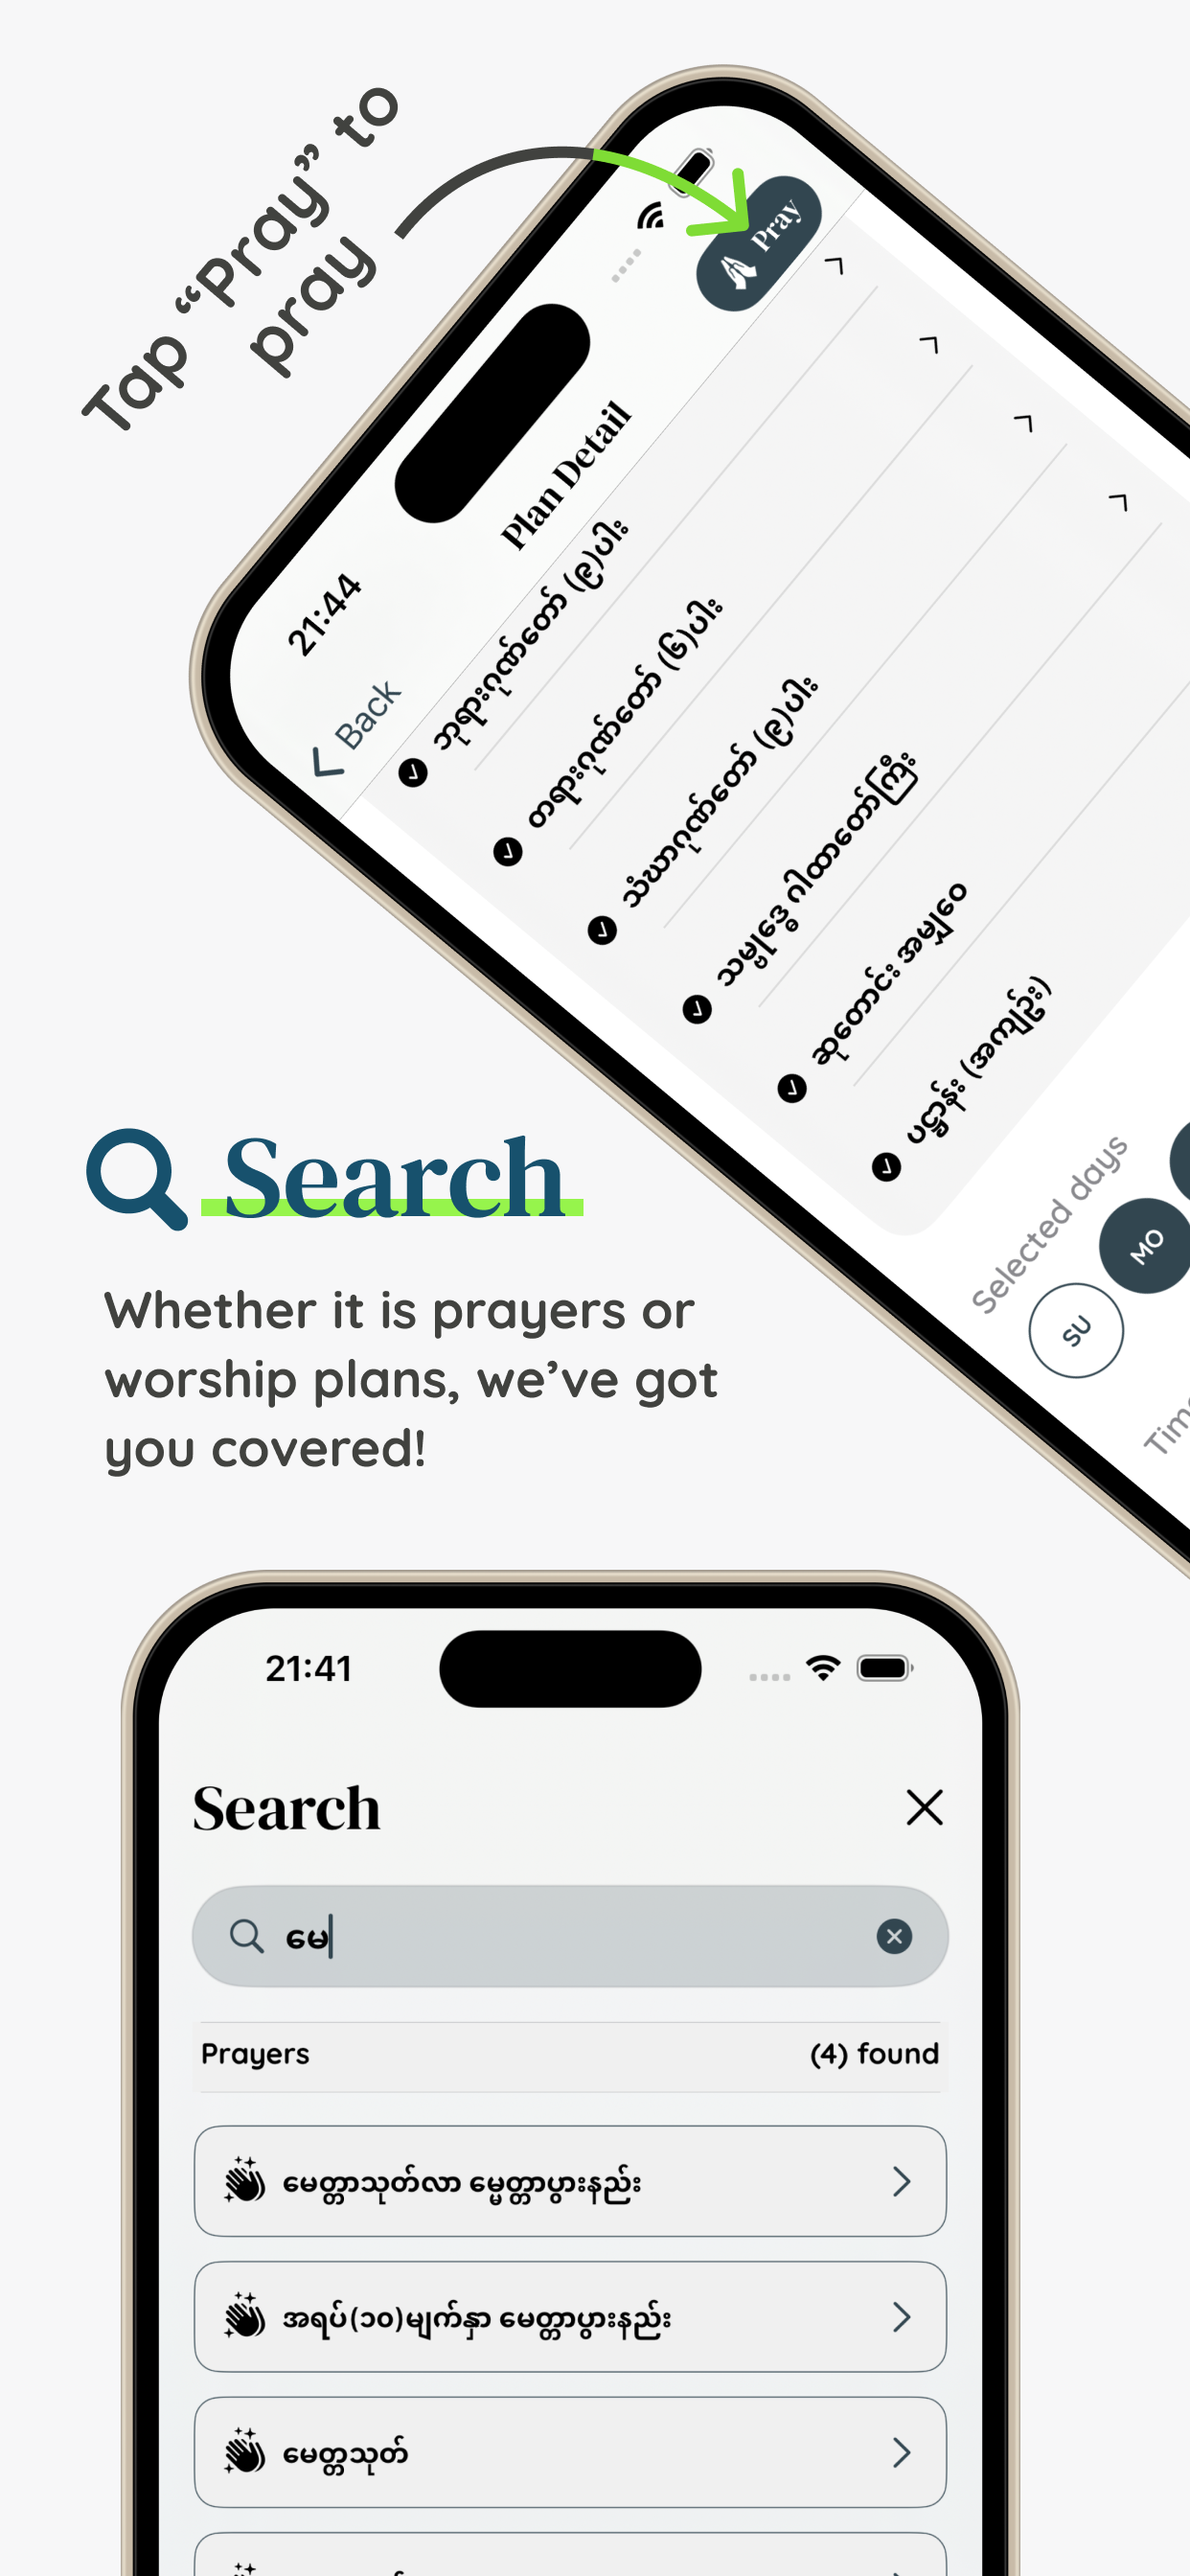 Tap “Pray” to
pray
21:44
Back
Plan Detail
Pray
ဘုရားဂုဏ်တော် (၉)ပါး
တရားဂုဏ်တော် (၆)ပါး
သံဃာဂုဏ်တော် (၉)ပါး
သမ္ဗုဒ္ဓေ ဂါထာတော်ကြီး
ဆုတောင်း အမျှဝေ
ပဋ္ဌာန်း (အကျဉ်း)
Selected days
SU
MO
Search
Whether it is prayers or
worship plans, we’ve got
you covered!
21:41
Search
မေ
Prayers (4) found
မေတ္တာသုတ်လာ မေ္မတ္တာပွားနည်း
အရပ်(၁၀)မျက်နှာ မေတ္တာပွားနည်း
မေတ္တသုတ်